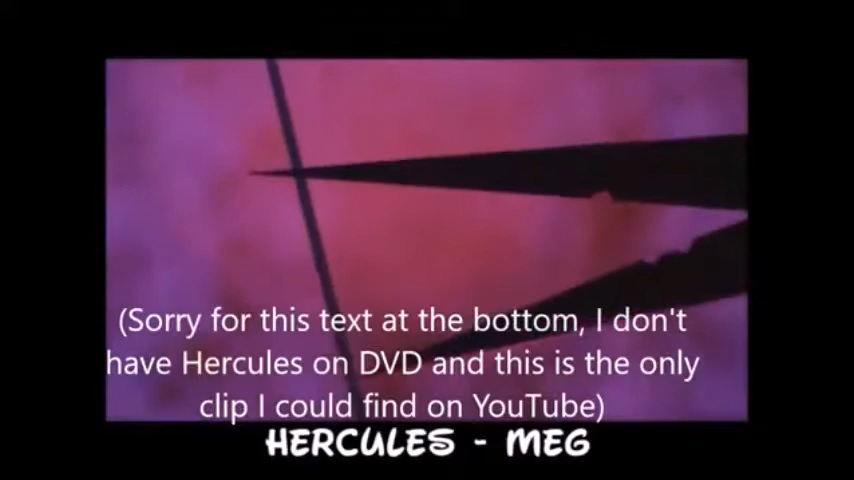 (Sorry for this text at the bottom, I don't
have Hercules on DVD and this is the only
clip I could find on YouTube)
HERCULES - MEG